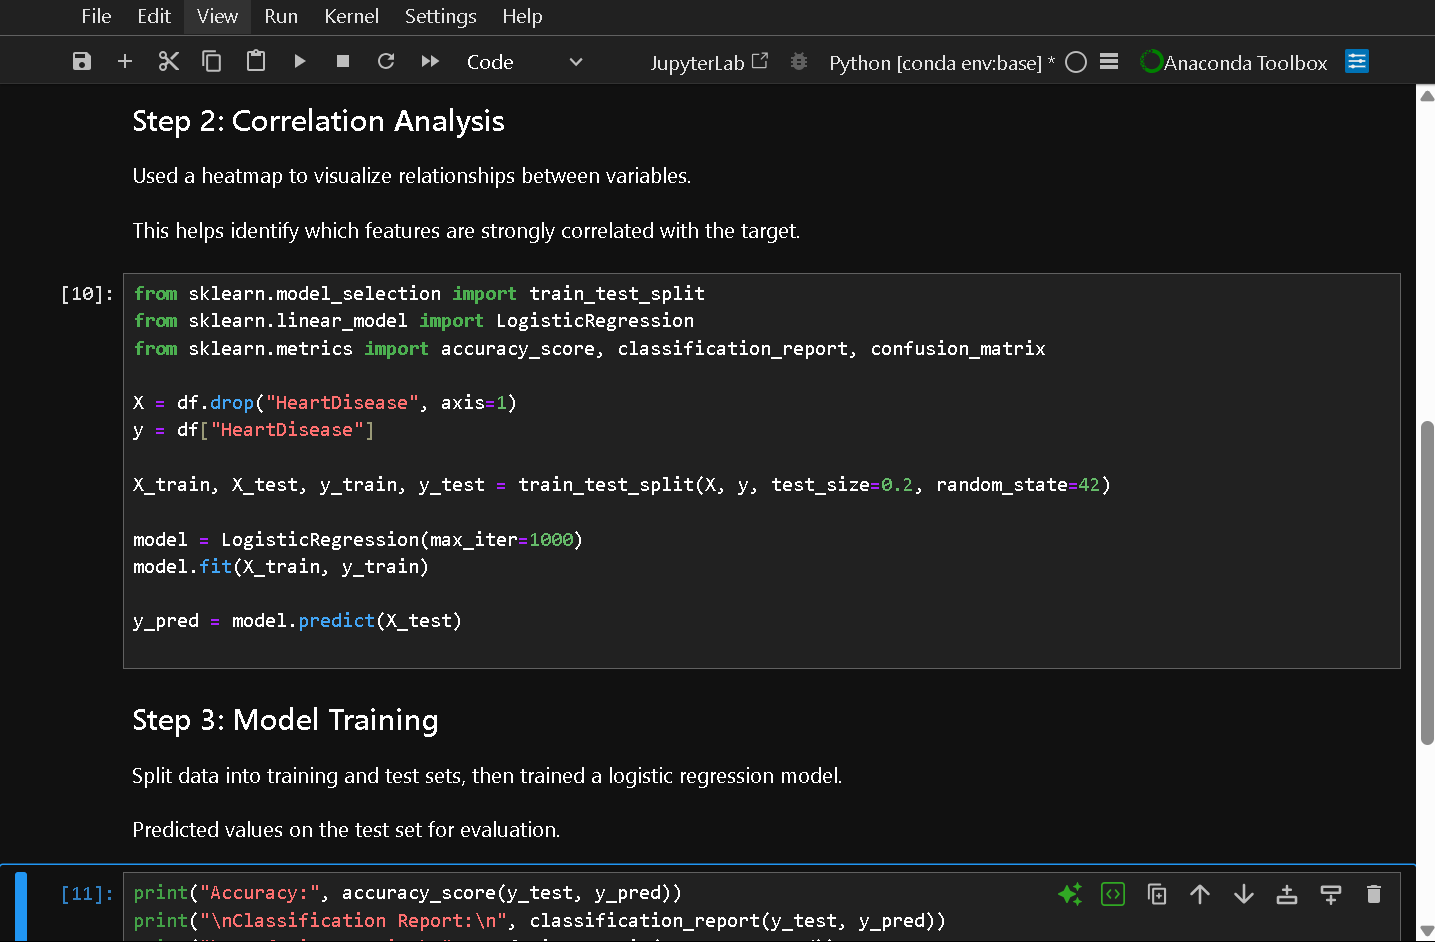 File Edit View Run Kernel Settings Help
Code JupyterLab Python [conda env:base] * Anaconda Toolbox
Step 2: Correlation Analysis
Used a heatmap to visualize relationships between variables.
This helps identify which features are strongly correlated with the target.
[10]:
from sklearn.model_selection import train_test_split
from sklearn.linear_model import LogisticRegression
from sklearn.metrics import accuracy_score, classification_report, confusion_matrix
X = df.drop("HeartDisease", axis=1)
y = df["HeartDisease"]
X_train, X_test, y_train, y_test = train_test_split(X, y, test_size=0.2, random_state=42)
model = LogisticRegression(max_iter=1000)
model.fit(X_train, y_train)
y_pred = model.predict(X_test)
Step 3: Model Training
Split data into training and test sets, then trained a logistic regression model.
Predicted values on the test set for evaluation.
[11]:
print("Accuracy:", accuracy_score(y_test, y_pred))
print("\nClassification Report:\n", classification_report(y_test, y_pred))